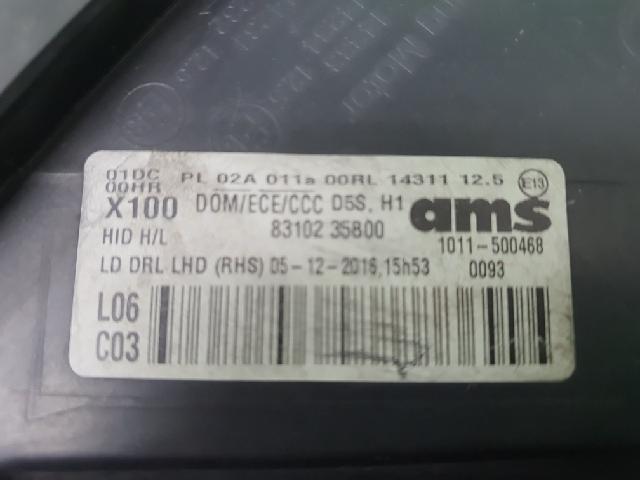 01DC PL 02A 011a 00RL 14311 12.5 E13
00HR
X100 DOM/ECE/CCC D5S, H1 ams
83102 35800
HID H/L 1011-500468
LD DRL LHD (RHS) 05-12-2016,15h53 0093
L06
C03